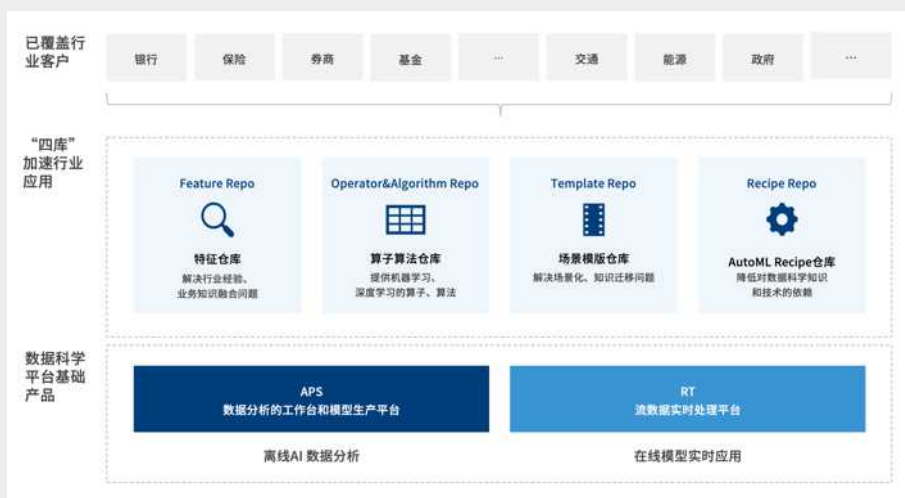 已覆盖行
业客户
银行
保险
券商
基金
...
交通
能源
政府
...
“四库”
加速行业
应用
Feature Repo
特征仓库
解决行业经验、
业务知识融合问题
Operator&Algorithm Repo
算子算法仓库
提供机器学习、
深度学习的算子、算法
Template Repo
场景模版仓库
解决场景化、知识迁移问题
Recipe Repo
AutoML Recipe仓库
降低对数据科学知识
和技术的依赖
数据科学
平台基础
产品
APS
数据分析的工作台和模型生产平台
RT
流数据实时处理平台
离线AI 数据分析
在线模型实时应用